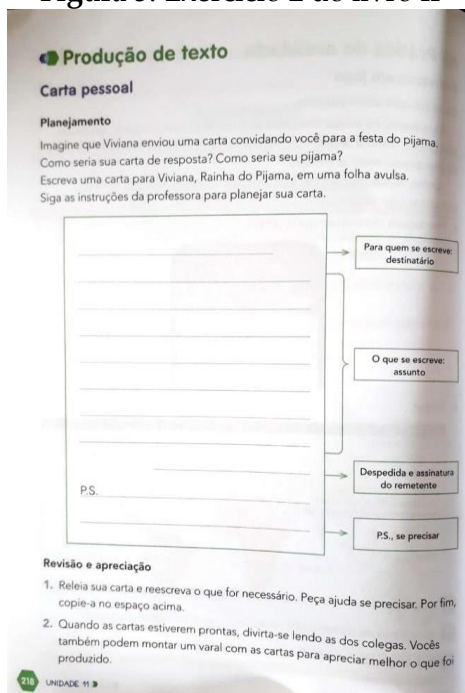 Produção de texto
Carta pessoal
Planejamento
Imagine que Viviana enviou uma carta convidando você para a festa do pijama.
Como seria sua carta de resposta? Como seria seu pijama?
Escreva uma carta para Viviana, Rainha do Pijama, em uma folha avulsa.
Siga as instruções da professora para planejar sua carta.
Para quem se escreve:
destinatário
O que se escreve:
assunto
Despedida e assinatura
do remetente
P.S.
P.S., se precisar
Revisão e apreciação
1. Releia sua carta e reescreva o que for necessário. Peça ajuda se precisar. Por fim,
copie-a no espaço acima.
2. Quando as cartas estiverem prontas, divirta-se lendo as dos colegas. Vocês
também podem montar um varal com as cartas para apreciar melhor o que foi
produzido.
218 UNIDADE 11